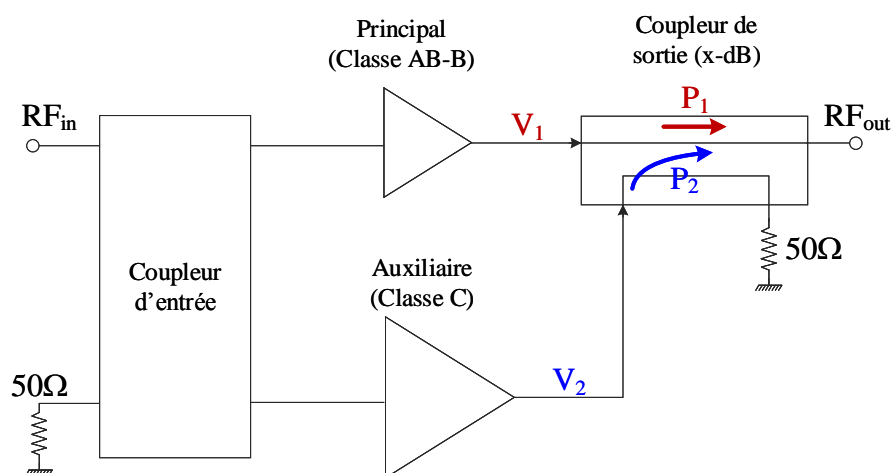 Principal
(Classe AB-B)
Coupleur de
sortie (x-dB)
RFin
V1
P1
RFout
P2
50Ω
Coupleur
d’entrée
Auxiliaire
(Classe C)
V2
50Ω